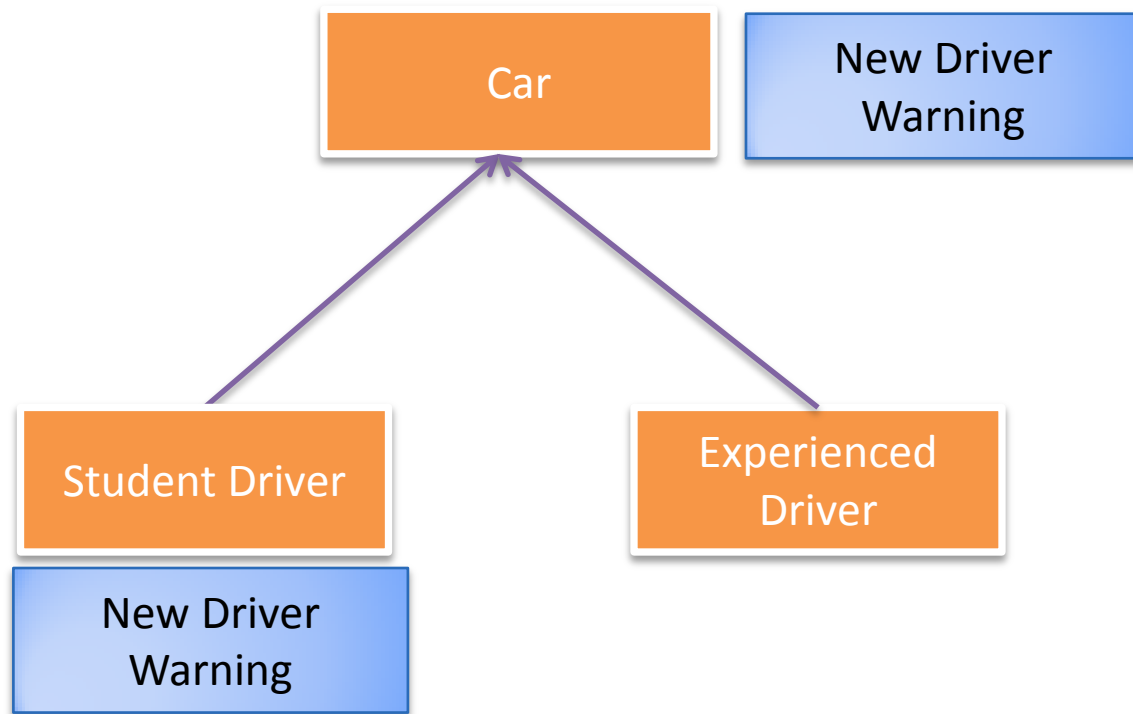 Car
New Driver
Warning
Student Driver
Experienced
Driver
New Driver
Warning